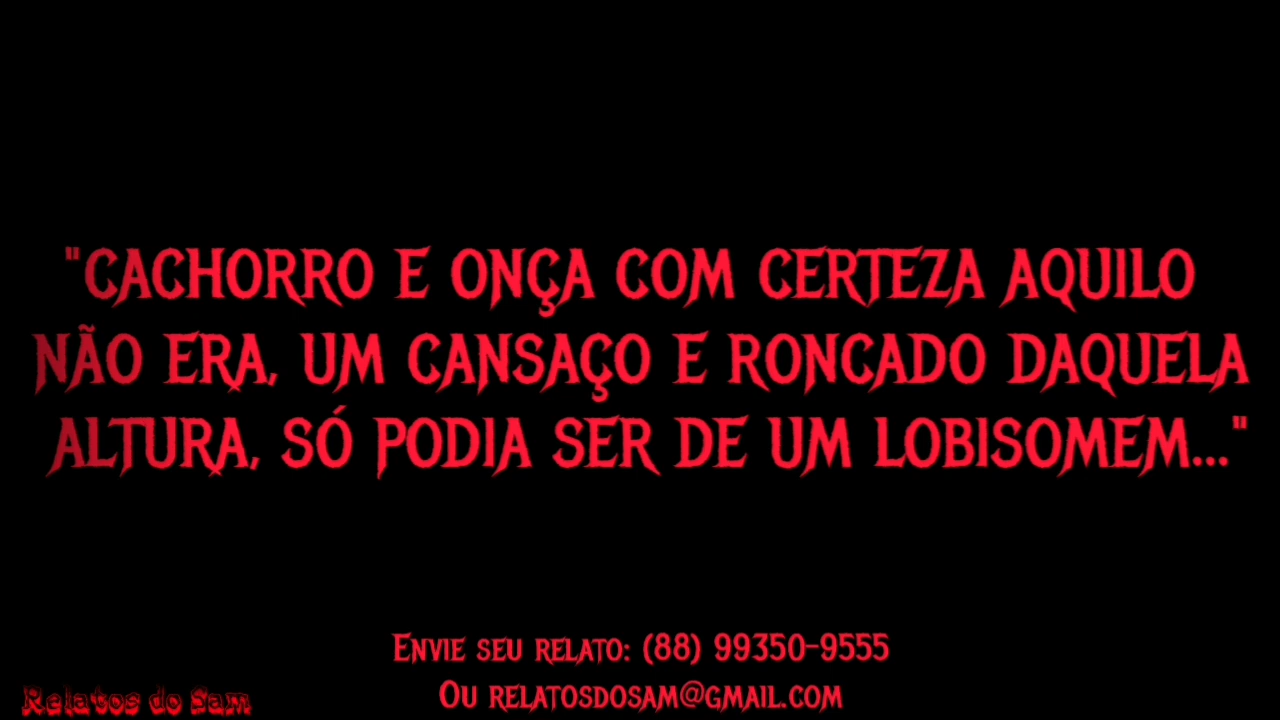 "CACHORRO E ONÇA COM CERTEZA AQUILO
NÃO ERA, UM CANSAÇO E RONCADO DAQUELA
ALTURA, SÓ PODIA SER DE UM LOBISOMEM..."
ENVIE SEU RELATO: (88) 99350-9555
OU RELATOSDOSAM@GMAIL.COM
Relatos do Sam